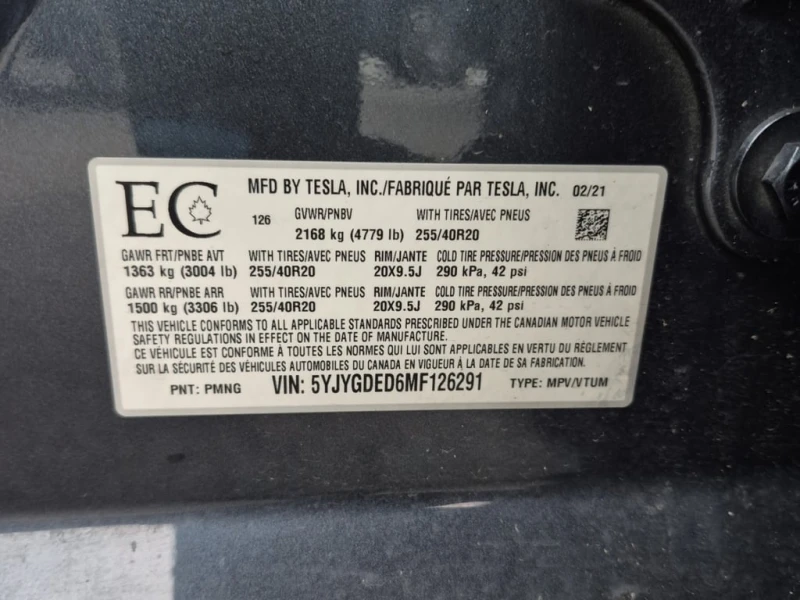 EC MFD BY TESLA, INC./FABRIQUÉ PAR TESLA, INC. 02/21
126 GVWR/PNBV WITH TIRES/AVEC PNEUS
2168 kg (4779 lb) 255/40R20
GAWR FRT/PNBE AVT WITH TIRES/AVEC PNEUS RIM/JANTE COLD TIRE PRESSURE/PRESSION DES PNEUS À FROID
1363 kg (3004 lb) 255/40R20 20X9.5J 290 kPa, 42 psi
GAWR RR/PNBE ARR WITH TIRES/AVEC PNEUS RIM/JANTE COLD TIRE PRESSURE/PRESSION DES PNEUS À FROID
1500 kg (3306 lb) 255/40R20 20X9.5J 290 kPa, 42 psi
THIS VEHICLE CONFORMS TO ALL APPLICABLE STANDARDS PRESCRIBED UNDER THE CANADIAN MOTOR VEHICLE
SAFETY REGULATIONS IN EFFECT ON THE DATE OF MANUFACTURE.
CE VÉHICULE EST CONFORME À TOUTES LES NORMES QUI LUI SONT APPLICABLES EN VERTU DU RÉGLEMENT
SUR LA SÉCURITÉ DES VÉHICULES AUTOMOBILES DU CANADA EN VIGUEUR À LA DATE DE SA FABRICATION.
PNT: PMNG VIN: 5YJYGDED6MF126291 TYPE: MPV/VTUM